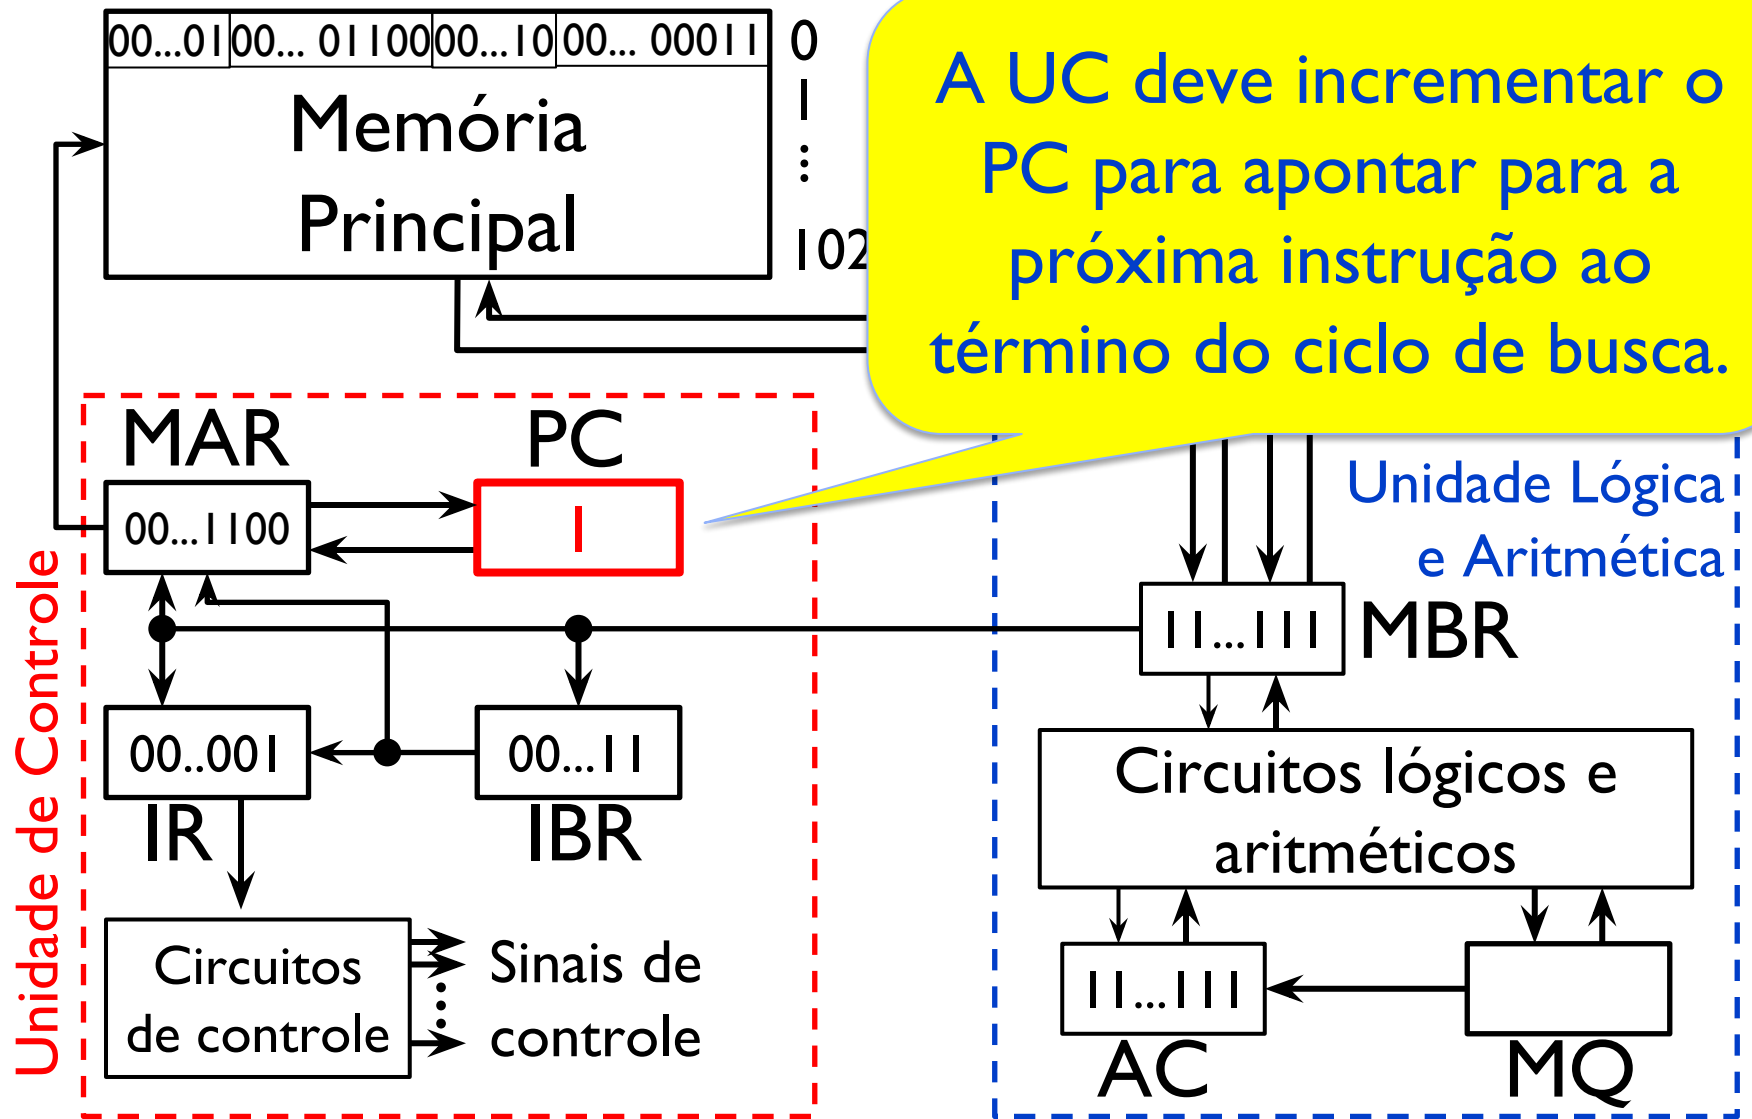 00...01 00... 01100 00...10 00... 00011 0
1
Memória
Principal
102
A UC deve incrementar o
PC para apontar para a
próxima instrução ao
término do ciclo de busca.
Unidade de Controle
MAR
00...1100
PC
1
Unidade Lógica
e Aritmética
11...111 MBR
00..001
IR
00...11
IBR
Circuitos lógicos e
aritméticos
Circuitos
de controle
Sinais de
controle
11...111
AC
MQ